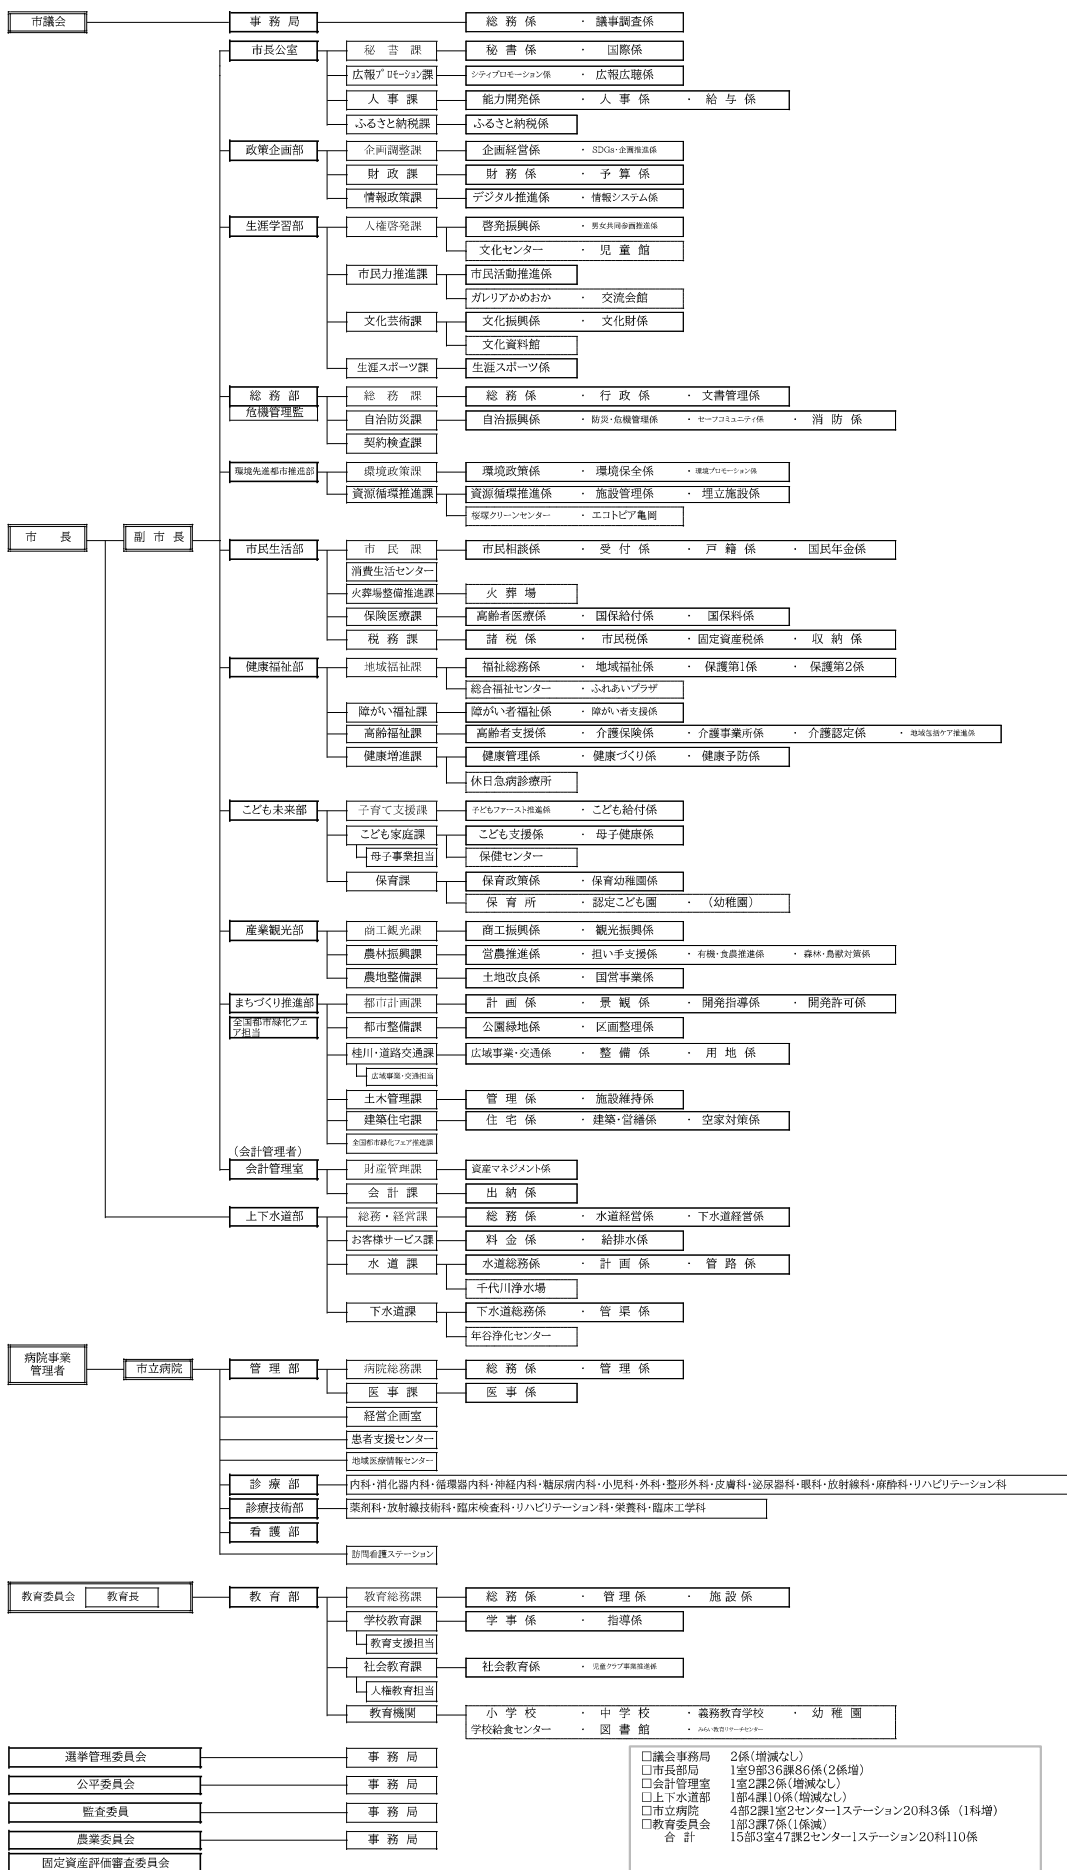 市議会 事務局 総務係 ・ 議事調査係
市長公室 秘書課 秘書係 ・ 国際係
広報プロモーション課 シティプロモーション係 ・ 広報広聴係
人事課 能力開発係 ・ 人事係 ・ 給与係
ふるさと納税課 ふるさと納税係
政策企画部 企画調整課 企画経営係 ・ SDGs・企画推進係
財政課 財務係 ・ 予算係
情報政策課 デジタル推進係 ・ 情報システム係
生涯学習部 人権啓発課 啓発振興係 ・ 男女共同参画推進係
文化センター ・ 児童館
市民力推進課 市民活動推進係
ガレリアかめおか ・ 交流会館
文化芸術課 文化振興係 ・ 文化財係
文化資料館
生涯スポーツ課 生涯スポーツ係
総務部 総務課 総務係 ・ 行政係 ・ 文書管理係
危機管理監
自治防災課 自治振興係 ・ 防災・危機管理係 ・ セーフコミュニティ係 ・ 消防係
契約検査課
環境先進都市推進部 環境政策課 環境政策係 ・ 環境保全係 ・ 環境プロモーション係
資源循環推進課 資源循環推進係 ・ 施設管理係 ・ 埋立施設係
桜塚クリーンセンター ・ エコトピア亀岡
市長 副市長
市民生活部 市民課 市民相談係 ・ 受付係 ・ 戸籍係 ・ 国民年金係
消費生活センター
火葬場整備推進課 火葬場
保険医療課 高齢者医療係 ・ 国保給付係 ・ 国保料係
税務課 諸税係 ・ 市民税係 ・ 固定資産税係 ・ 収納係
健康福祉部 地域福祉課 福祉総務係 ・ 地域福祉係 ・ 保護第1係 ・ 保護第2係
総合福祉センター ・ ふれあいプラザ
障がい福祉課 障がい者福祉係 ・ 障がい者支援係
高齢福祉課 高齢者支援係 ・ 介護保険係 ・ 介護事業所係 ・ 介護認定係 ・ 地域包括ケア推進係
健康増進課 健康管理係 ・ 健康づくり係 ・ 健康予防係
休日急病診療所
こども未来部 子育て支援課 子どもファースト推進係 ・ こども給付係
こども家庭課 こども支援係 ・ 母子健康係
母子事業担当 保健センター
保育課 保育政策係 ・ 保育幼稚園係
保育所 ・ 認定こども園 ・ (幼稚園)
産業観光部 商工観光課 商工振興係 ・ 観光振興係
農林振興課 営農推進係 ・ 担い手支援係 ・ 有機・食農推進係 ・ 森林・鳥獣対策係
農地整備課 土地改良係 ・ 国営事業係
まちづくり推進部 都市計画課 計画係 ・ 景観係 ・ 開発指導係 ・ 開発許可係
全国都市緑化フェア担当
都市整備課 公園緑地係 ・ 区画整理係
桂川・道路交通課 広域事業・交通係 ・ 整備係 ・ 用地係
広域事業・交通担当
土木管理課 管理係 ・ 施設維持係
建築住宅課 住宅係 ・ 建築・営繕係 ・ 空家対策係
全国都市緑化フェア推進課
(会計管理者)
会計管理室 財産管理課 資産マネジメント係
会計課 出納係
上下水道部 総務・経営課 総務係 ・ 水道経営係 ・ 下水道経営係
お客様サービス課 料金係 ・ 給排水係
水道課 水道総務係 ・ 計画係 ・ 管路係
千代川浄水場
下水道課 下水道総務係 ・ 管渠係
年谷浄化センター
病院事業管理者 市立病院 管理部 病院総務課 総務係 ・ 管理係
医事課 医事係
経営企画室
患者支援センター
地域医療情報センター
診療部 内科・消化器内科・循環器内科・神経内科・糖尿病内科・小児科・外科・整形外科・皮膚科・泌尿器科・眼科・放射線科・麻酔科・リハビリテーション科
診療技術部 薬剤科・放射線技術科・臨床検査科・リハビリテーション科・栄養科・臨床工学科
看護部
訪問看護ステーション
教育委員会 教育長 教育部 教育総務課 総務係 ・ 管理係 ・ 施設係
学校教育課 学事係 ・ 指導係
教育支援担当
社会教育課 社会教育係 ・ 児童クラブ事業推進係
人権教育担当
教育機関 小学校 ・ 中学校 ・ 義務教育学校 ・ 幼稚園
学校給食センター ・ 図書館 ・ みらい教育リサーチセンター
選挙管理委員会 事務局
公平委員会 事務局
監査委員 事務局
農業委員会 事務局
固定資産評価審査委員会
□議会事務局 2係(増減なし)
□市長部局 1室9部36課86係(2係増)
□会計管理室 1室2課2係(増減なし)
□上下水道部 1部4課10係(増減なし)
□市立病院 4部2課1室2センター1ステーション20科3係 (1科増)
□教育委員会 1部3課7係(1係減)
合計 15部3室47課2センター1ステーション20科110係